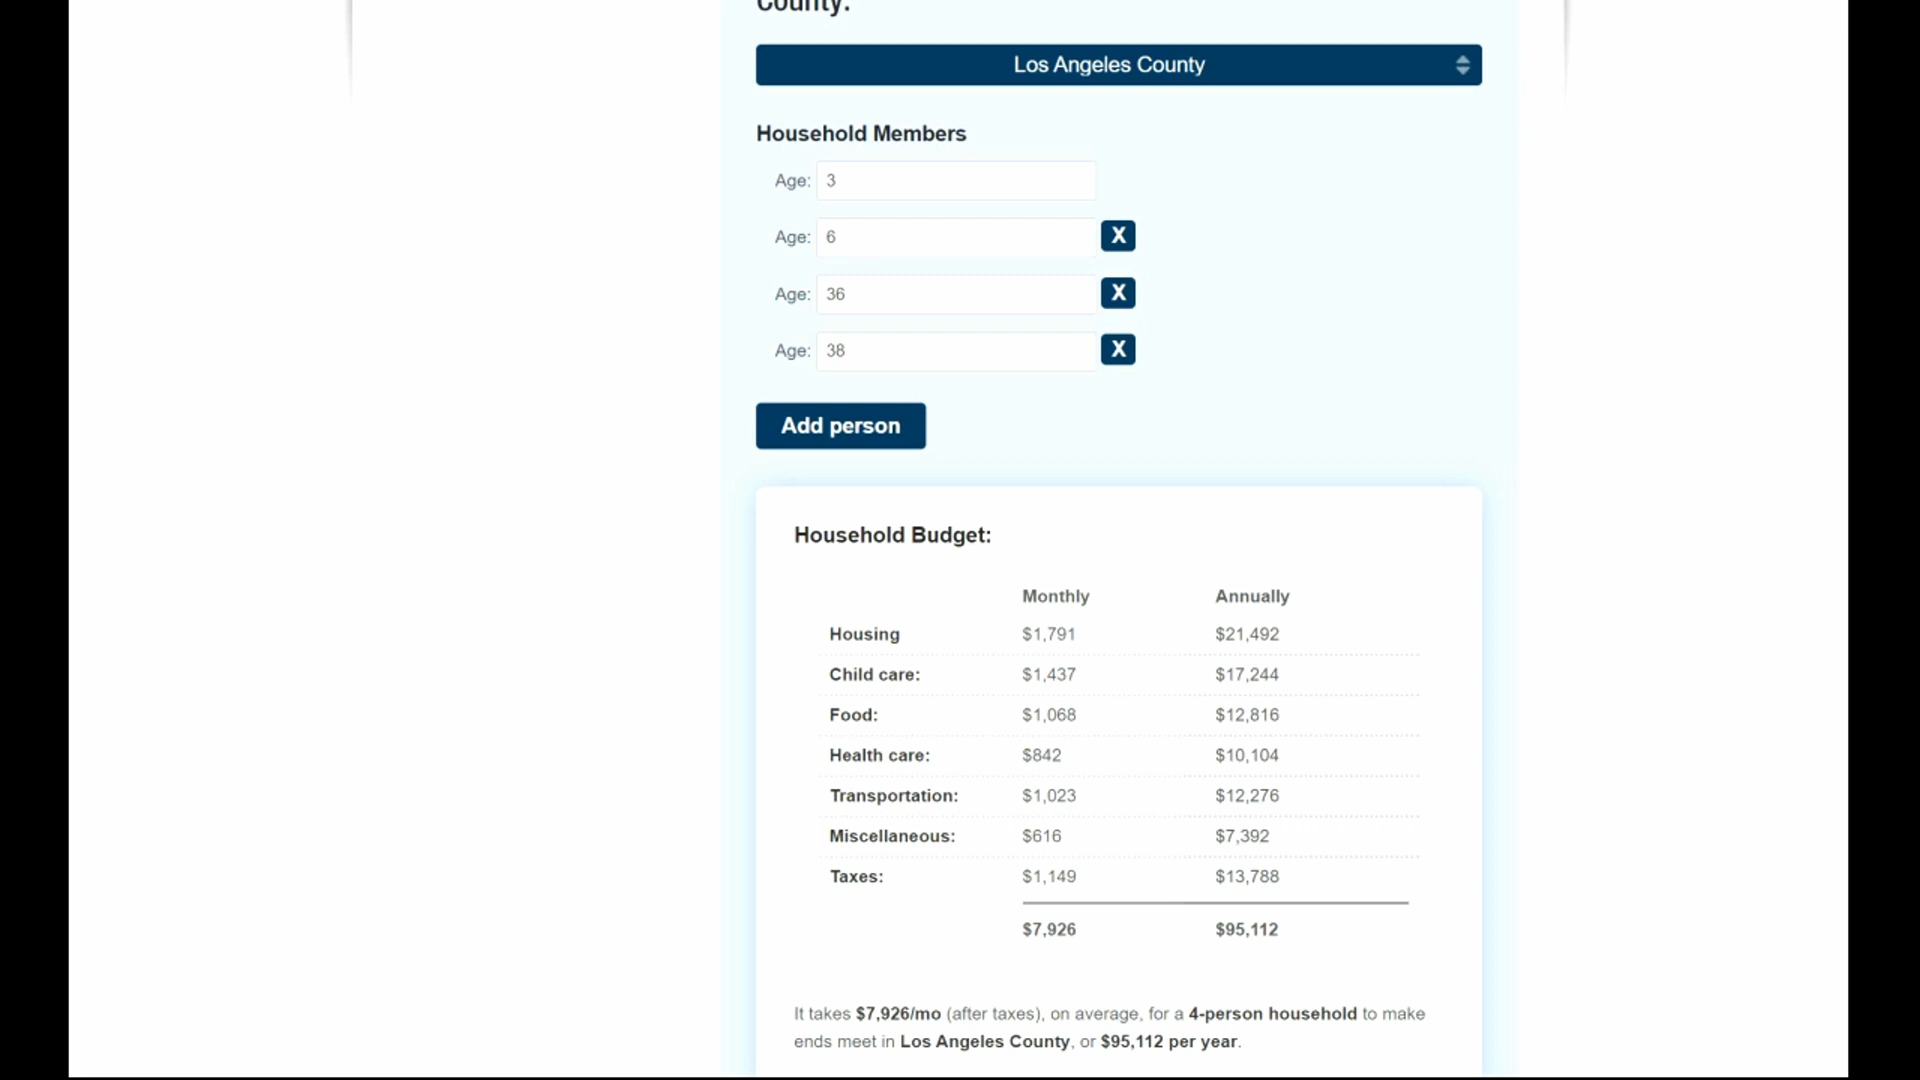 County:
Los Angeles County
Household Members
Age: 3
Age: 6 X
Age: 36 X
Age: 38 X
Add person
Household Budget:
Monthly Annually
Housing $1,791 $21,492
Child care: $1,437 $17,244
Food: $1,068 $12,816
Health care: $842 $10,104
Transportation: $1,023 $12,276
Miscellaneous: $616 $7,392
Taxes: $1,149 $13,788
$7,926 $95,112
It takes $7,926/mo (after taxes), on average, for a 4-person household to make
ends meet in Los Angeles County, or $95,112 per year.